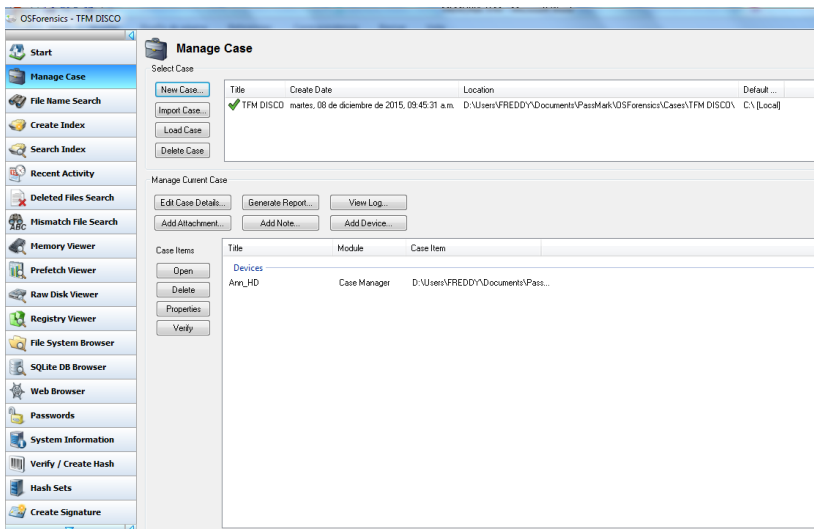 OSForensics - TFM DISCO
Start
Manage Case
File Name Search
Create Index
Search Index
Recent Activity
Deleted Files Search
Mismatch File Search
Memory Viewer
Prefetch Viewer
Raw Disk Viewer
Registry Viewer
File System Browser
SQLite DB Browser
Web Browser
Passwords
System Information
Verify / Create Hash
Hash Sets
Create Signature
Manage Case
Select Case
New Case...
Import Case...
Load Case
Delete Case
Title Create Date Location Default ...
TFM DISCO martes, 08 de diciembre de 2015, 09:45:31 a.m. D:\Users\FREDDY\Documents\PassMark\OSForensics\Cases\TFM DISCO\ C:\ [Local]
Manage Current Case
Edit Case Details... Generate Report... View Log...
Add Attachment... Add Note... Add Device...
Case Items
Open
Delete
Properties
Verify
Title Module Case Item
Devices
Ann_HD Case Manager D:\Users\FREDDY\Documents\Pass...